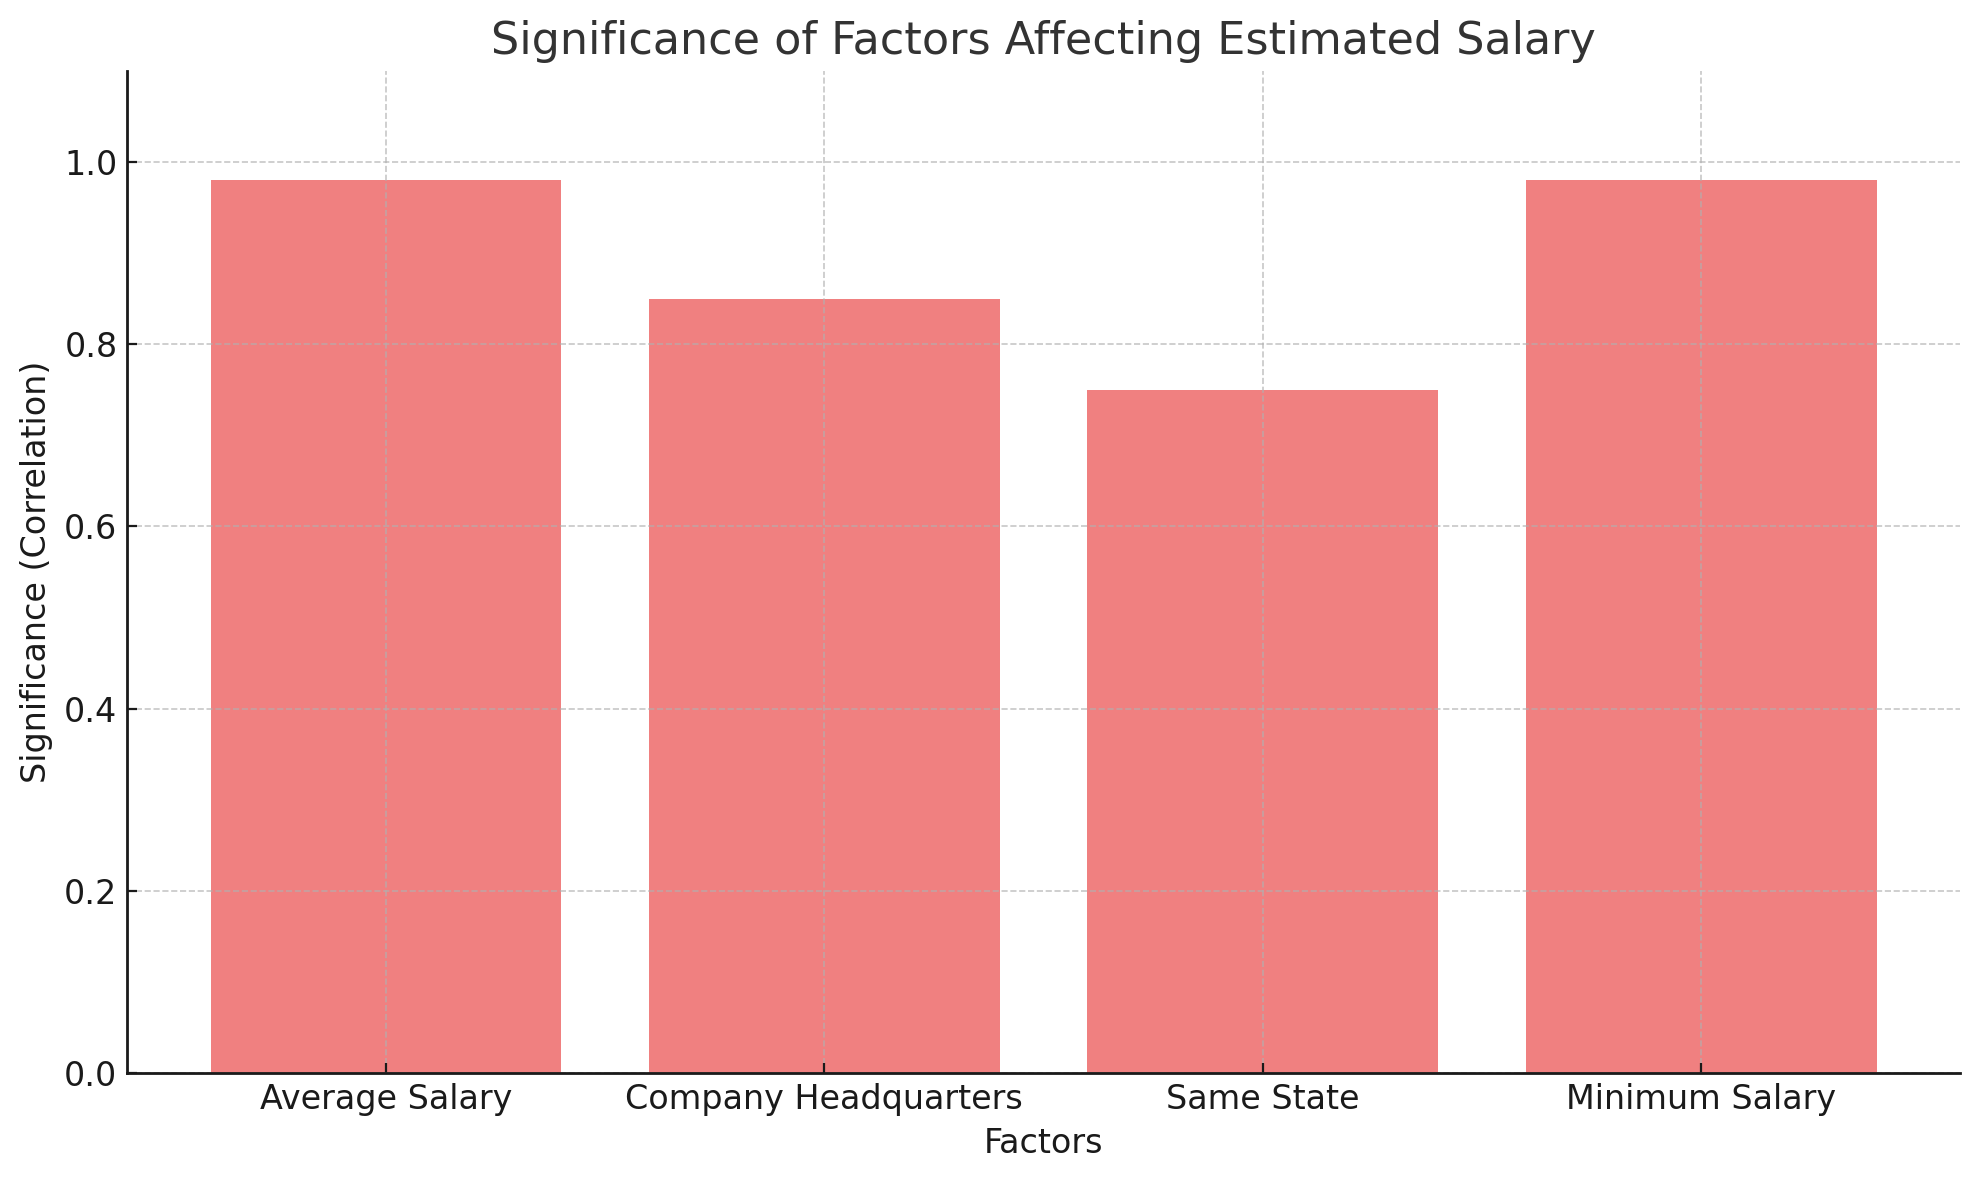 Significance of Factors Affecting Estimated Salary
Significance (Correlation)
1.0
0.8
0.6
0.4
0.2
0.0
Average Salary
Company Headquarters
Same State
Minimum Salary
Factors